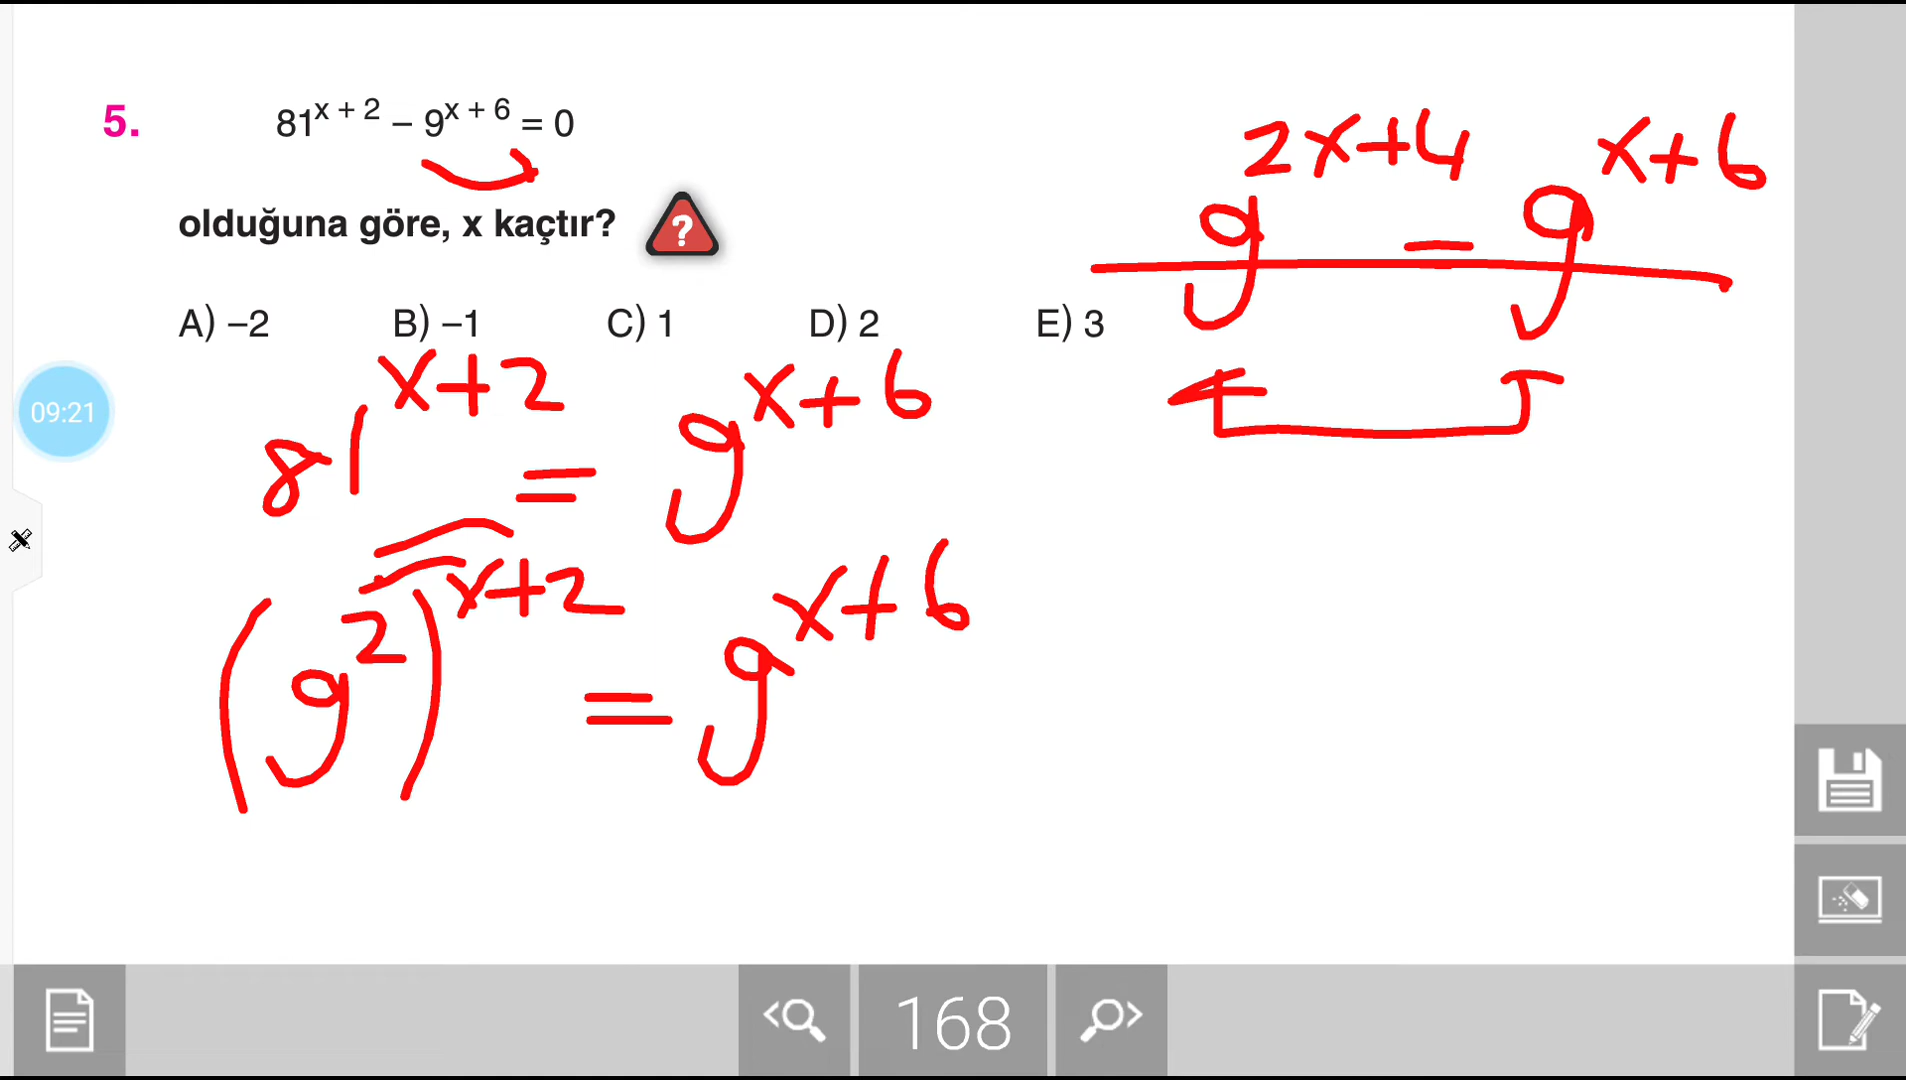 5. 81^{x + 2} – 9^{x + 6} = 0
olduğuna göre, x kaçtır?
?
A) –2 B) –1 C) 1 D) 2 E) 3
81^{x+2} = 9^{x+6}
(9^2)^{x+2} = 9^{x+6}
9^{2x+4} = 9^{x+6}
09:21
168